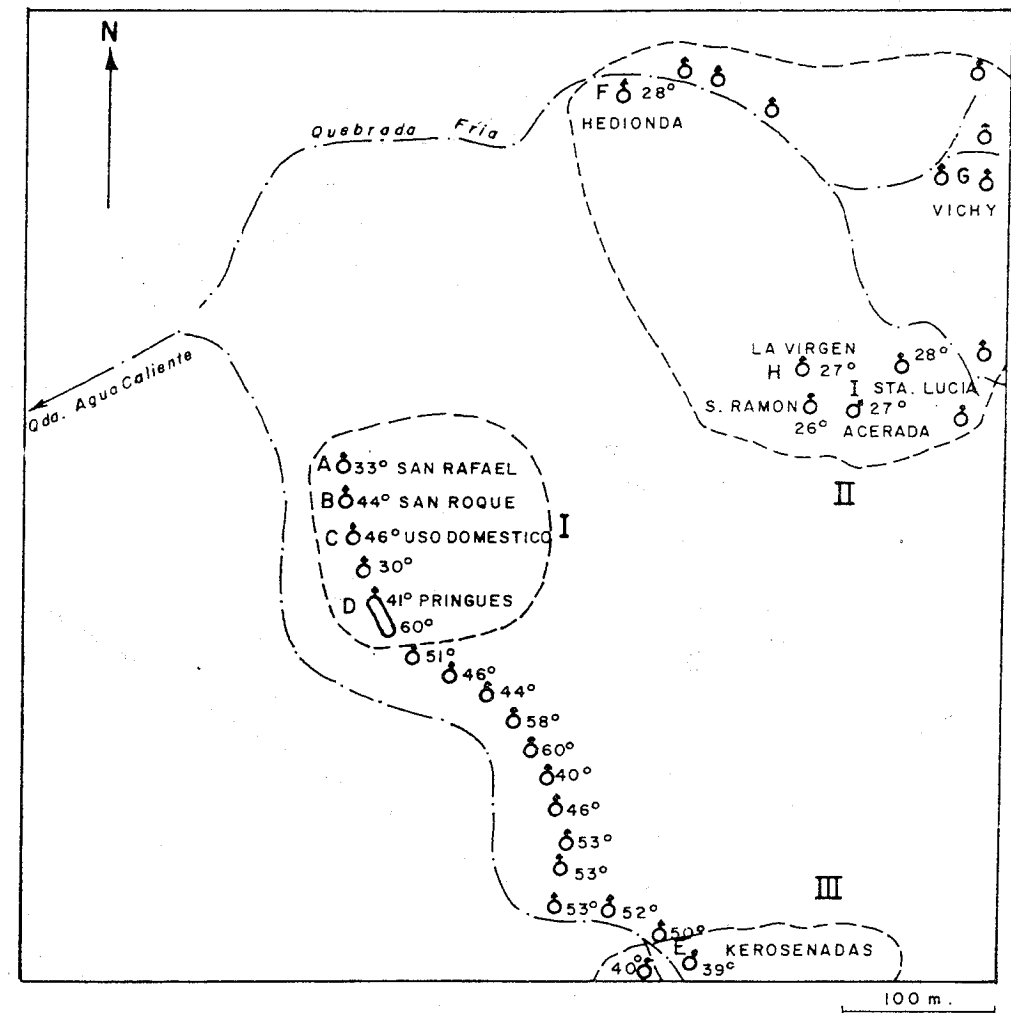 N
F 28°
HEDIONDA
Quebrada Fría
G
VICHY
Qda. Agua Caliente
LA VIRGEN
H 27°
28°
I STA. LUCIA
S. RAMON
27°
26° ACERADA
II
A 33° SAN RAFAEL
B 44° SAN ROQUE
C 46° USO DOMESTICO
I
30°
D 41° PRINGUES
60°
51°
46°
44°
58°
60°
40°
46°
53°
53°
53° 52°
III
50°
E KEROSENADAS
40° 39°
100 m.